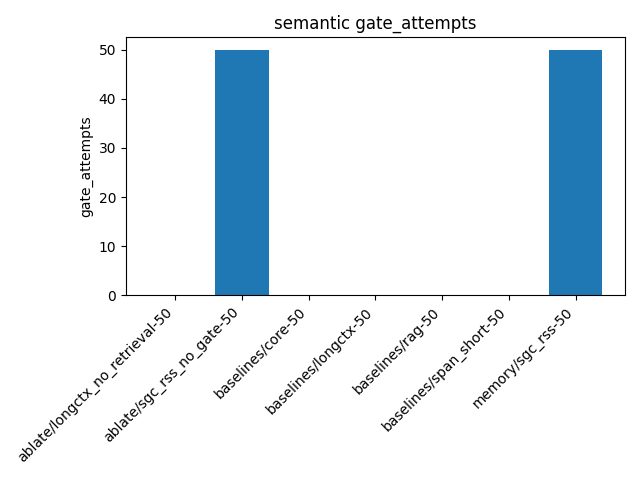 semantic gate_attempts
gate_attempts
50
40
30
20
10
0
ablate/longctx_no_retrieval-50
ablate/sgc_rss_no_gate-50
baselines/core-50
baselines/longctx-50
baselines/rag-50
baselines/span_short-50
memory/sgc_rss-50